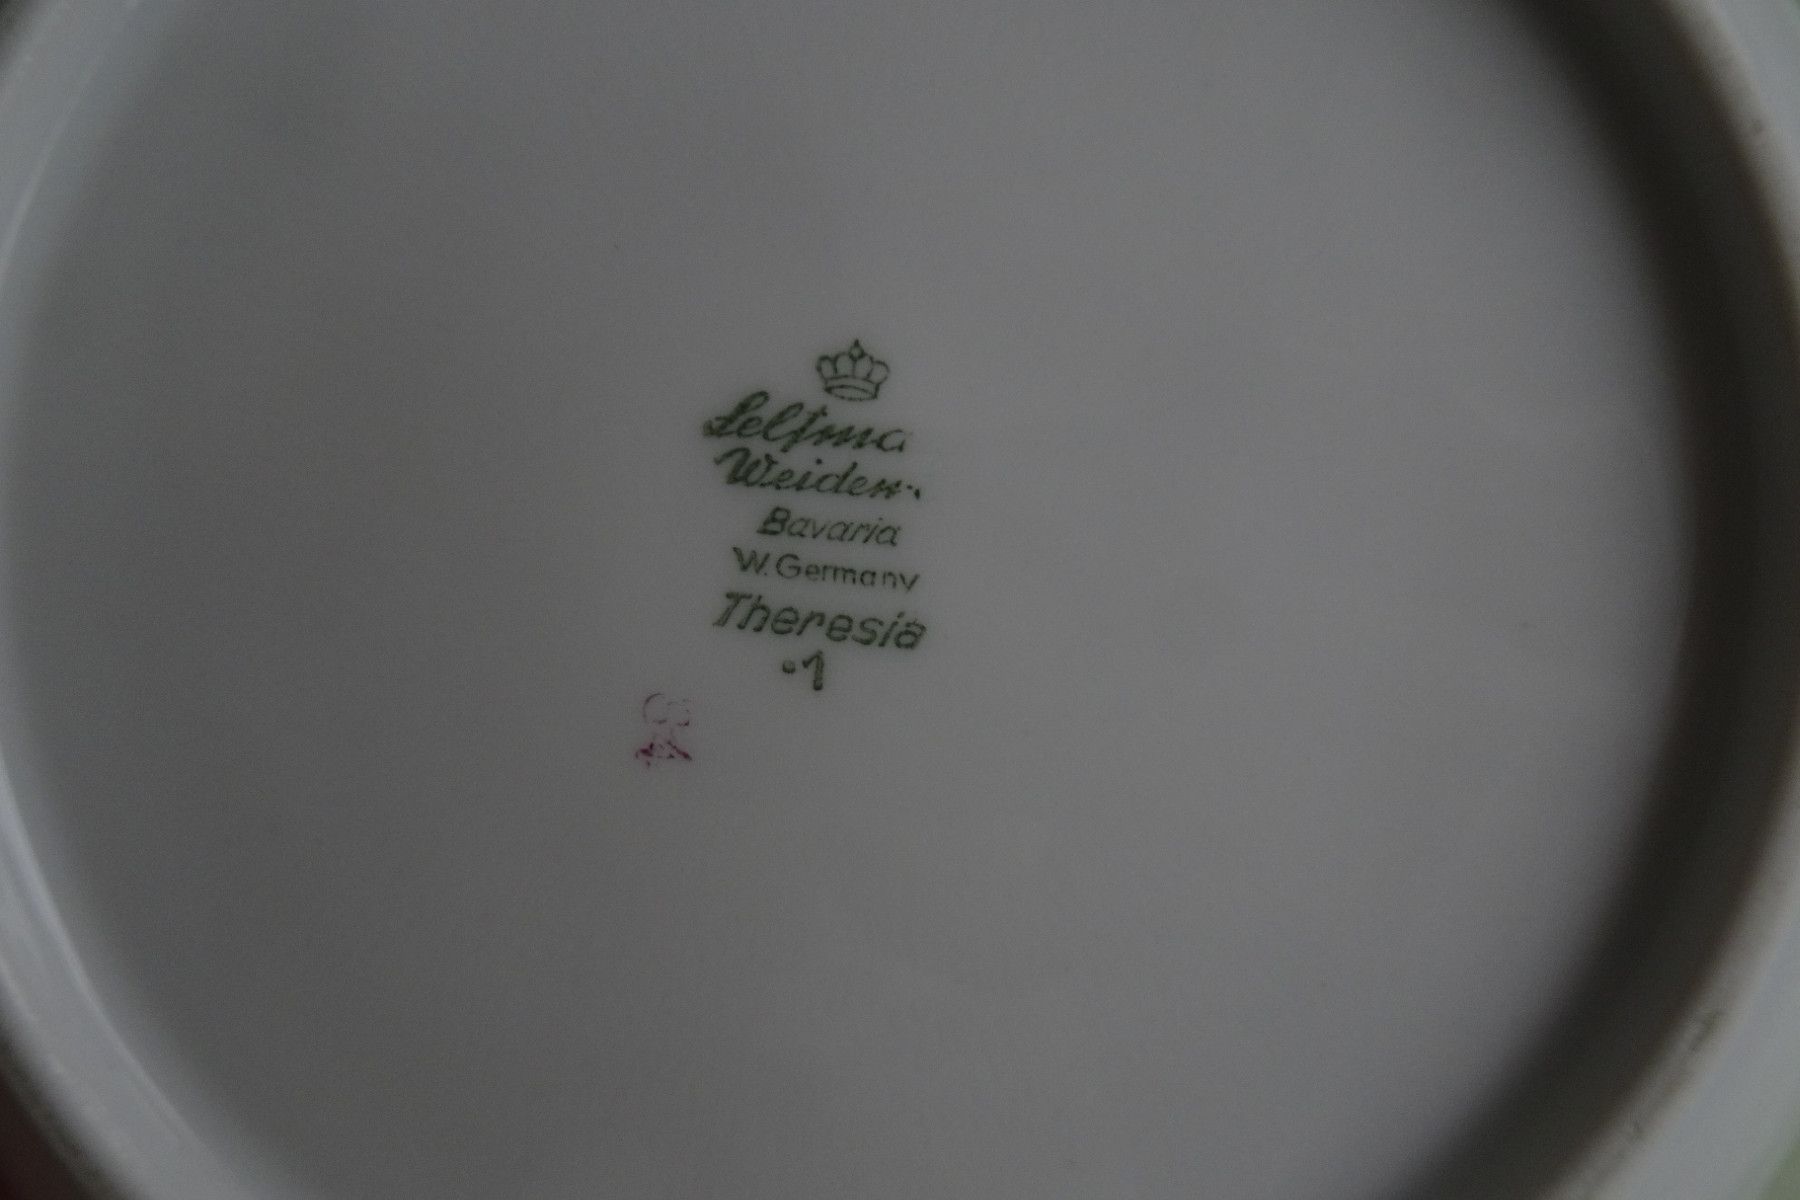 Seltmann
Weiden
Bavaria
W. Germany
Theresia
.1